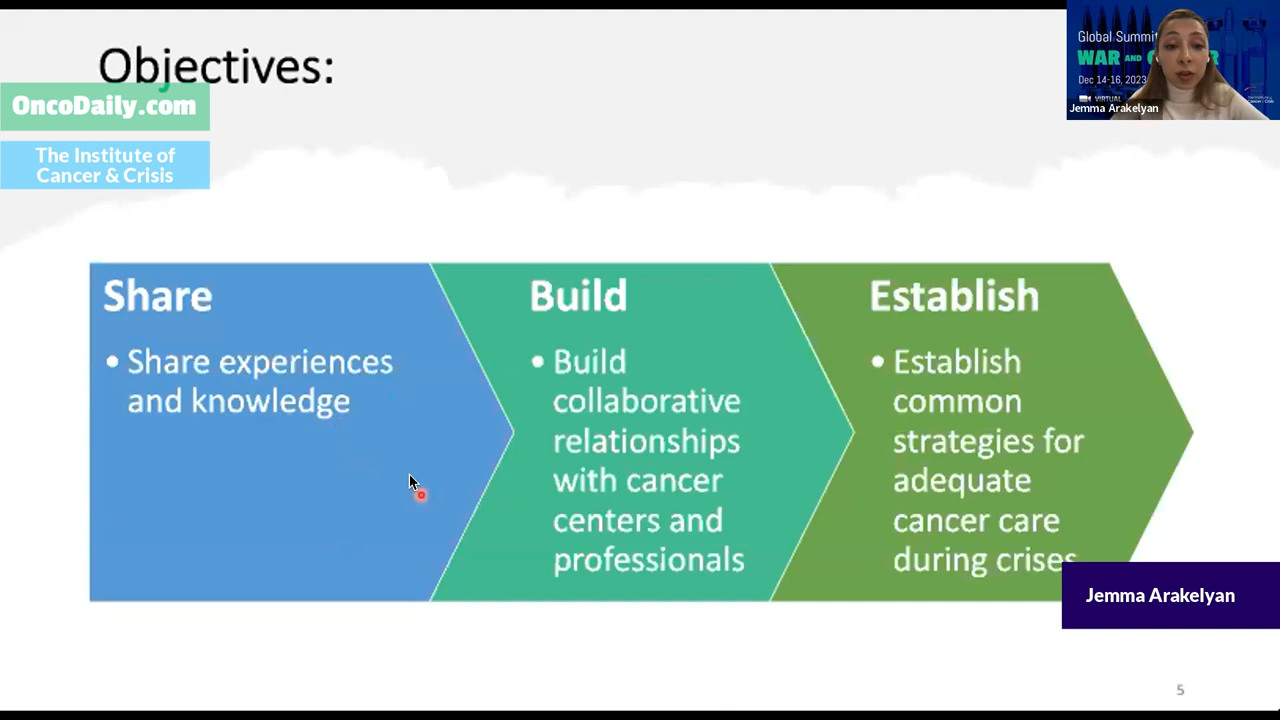 Objectives:
OncoDaily.com
The Institute of
Cancer & Crisis
Global Summit
WAR AND
Dec 14-16, 2023
VIRTUAL
Jemma Arakelyan
Share
• Share experiences
and knowledge
Build
• Build
collaborative
relationships
with cancer
centers and
professionals
Establish
• Establish
common
strategies for
adequate
cancer care
during crises
Jemma Arakelyan
5